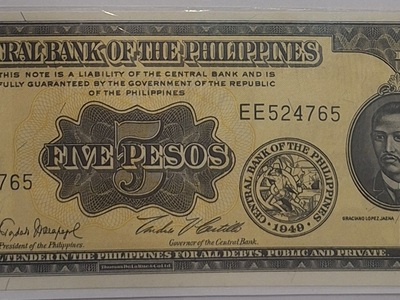 TRAL BANK OF THE PHILIPPINES
THIS NOTE IS A LIABILITY OF THE CENTRAL BANK AND IS
FULLY GUARANTEED BY THE GOVERNMENT OF THE REPUBLIC
OF THE PHILIPPINES
EE524765
5
FIVE PESOS
765
CENTRAL BANK OF THE PHILIPPINES
1949
GRACIANO LOPEZ JAENA
President of the Philippines.
Governor of the Central Bank.
TENDER IN THE PHILIPPINES FOR ALL DEBTS. PUBLIC AND PRIVATE.